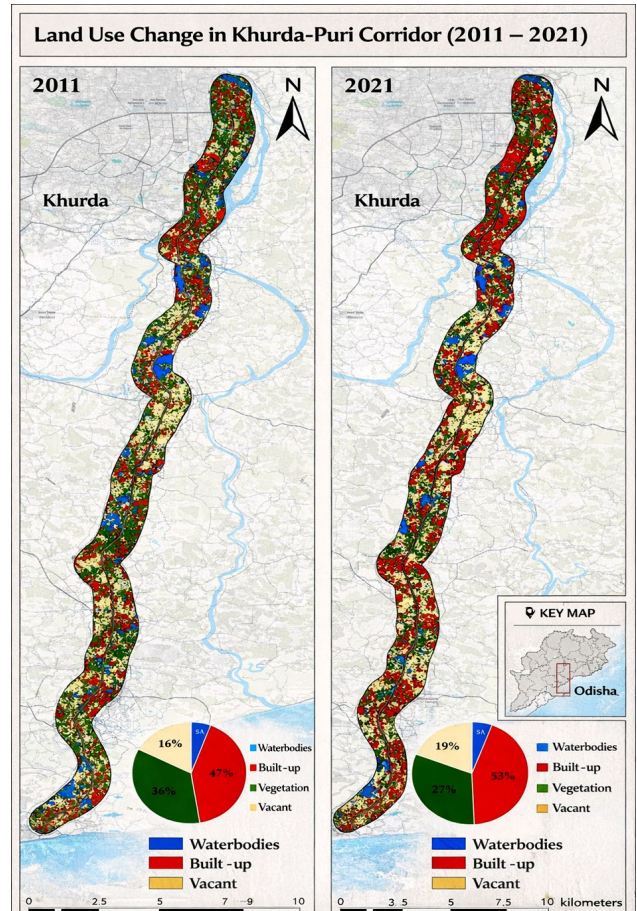 Land Use Change in Khurda-Puri Corridor (2011 – 2021)
2011
N
Khurda
16%
SA
47%
36%
Waterbodies
Built-up
Vegetation
Vacant
Waterbodies
Built -up
Vacant
0 2.5 5 7 9 10
2021
N
Khurda
KEY MAP
Odisha
19%
SA
53%
27%
Waterbodies
Built-up
Vegetation
Vacant
Waterbodies
Built -up
Vacant
0 3. 5 5 7.5 10 kilometers